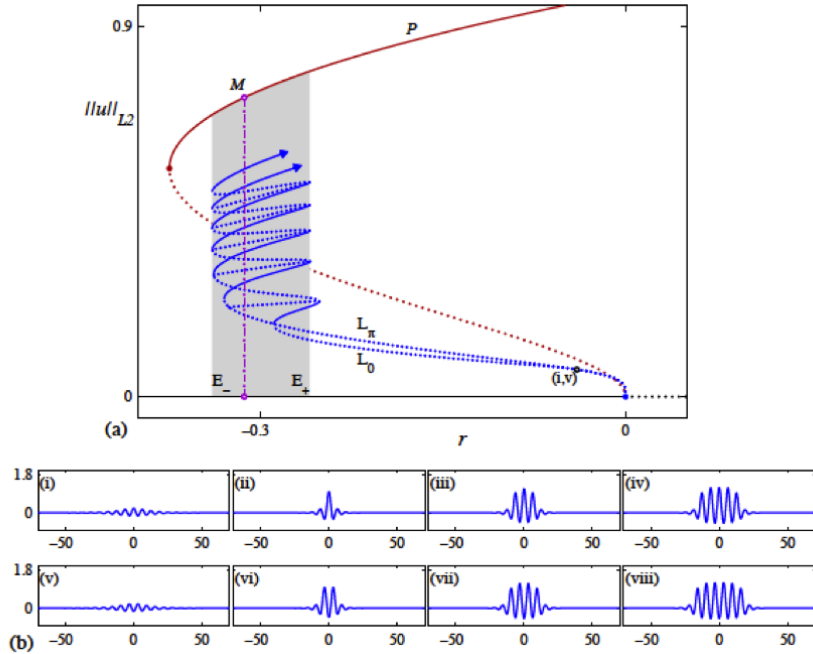 0.9
P
M
||u||L2
Lπ
L0
E−
E+
(i,v)
0
(a)
−0.3
r
0
1.8
(i)
(ii)
(iii)
(iv)
0
−50 0 50 −50 0 50 −50 0 50 −50 0 50
1.8
(v)
(vi)
(vii)
(viii)
0
(b)
−50 0 50 −50 0 50 −50 0 50 −50 0 50